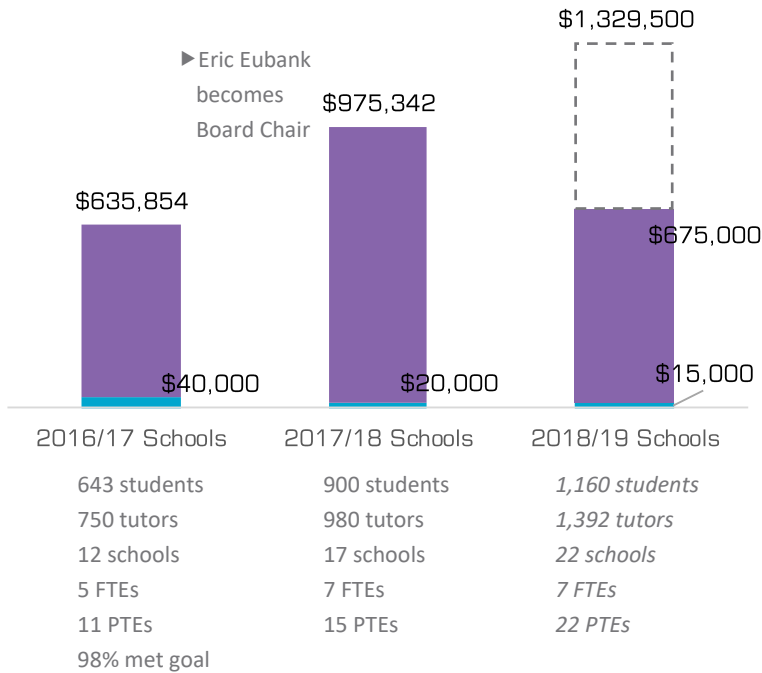 $1,329,500
▶Eric Eubank
becomes
Board Chair
$975,342
$635,854
$675,000
$40,000
$20,000
$15,000
2016/17 Schools
2017/18 Schools
2018/19 Schools
643 students
900 students
1,160 students
750 tutors
980 tutors
1,392 tutors
12 schools
17 schools
22 schools
5 FTEs
7 FTEs
7 FTEs
11 PTEs
15 PTEs
22 PTEs
98% met goal